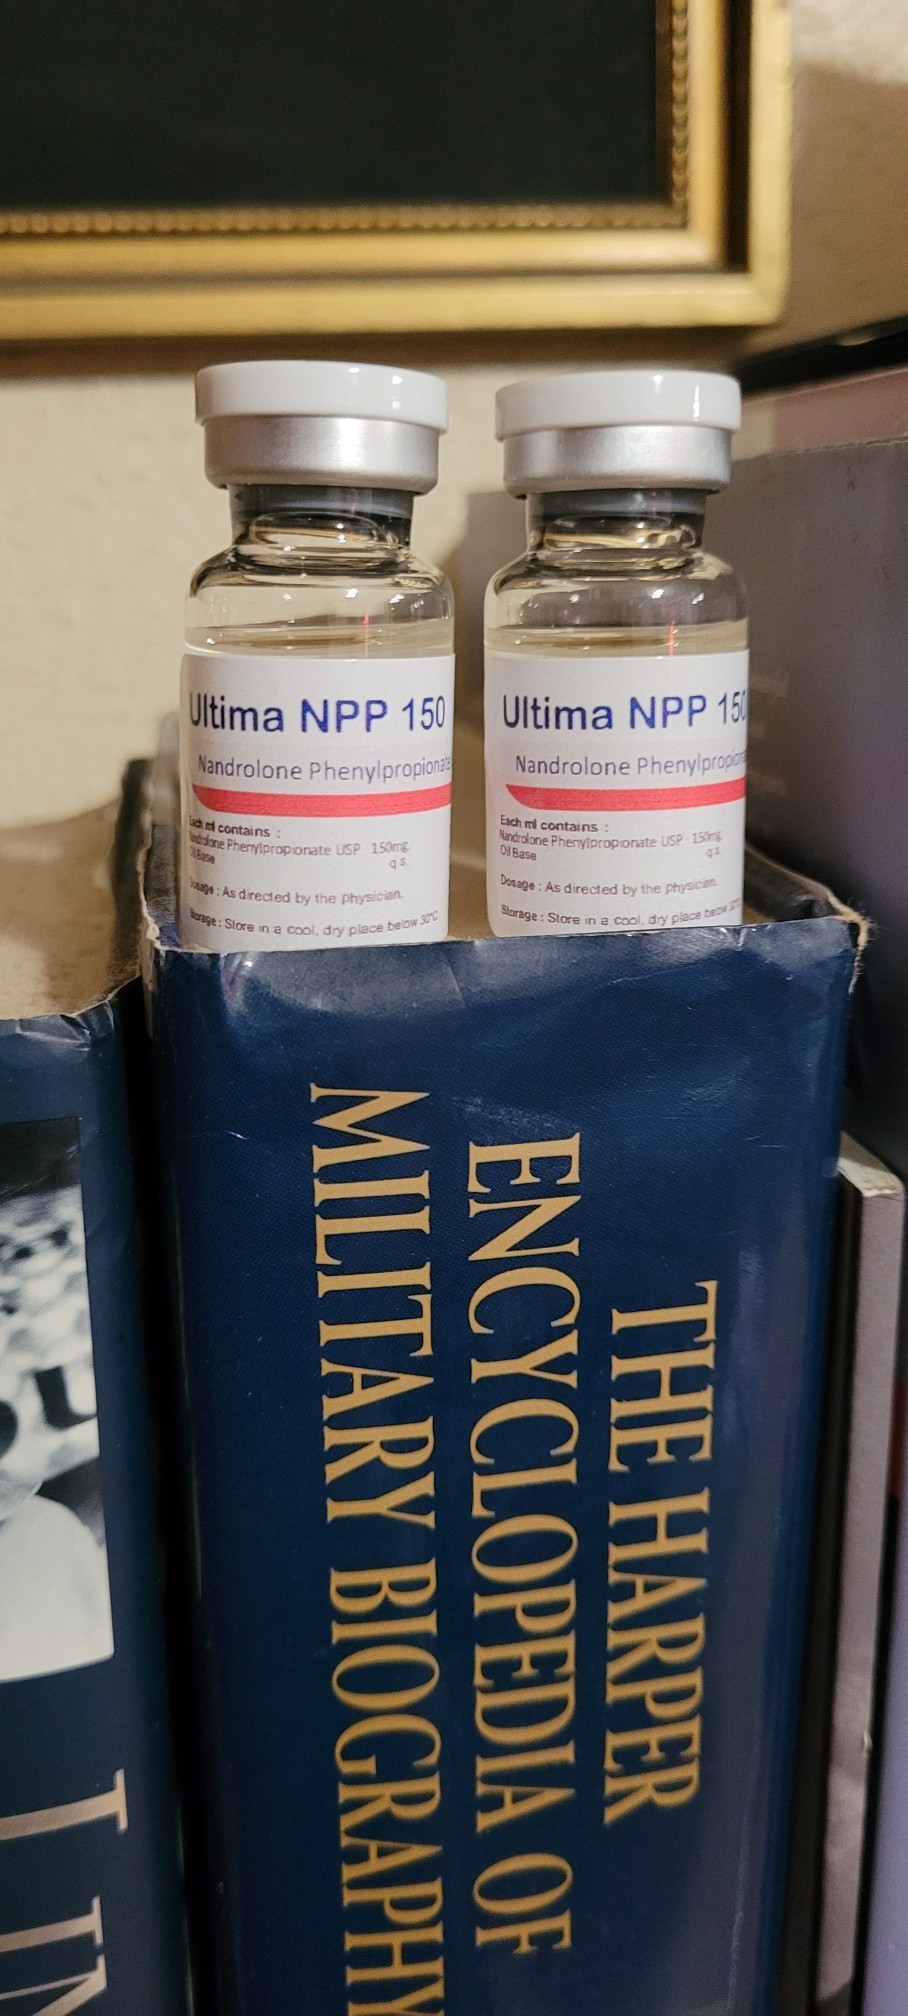 Ultima NPP 150
Nandrolone Phenylpropionate
Each ml contains :
Nandrolone Phenylpropionate USP 150mg.
Oil Base q.s.
Dosage : As directed by the physician.
Storage : Store in a cool, dry place below 30°C.
Ultima NPP 150
Nandrolone Phenylpropionate
Each ml contains :
Nandrolone Phenylpropionate USP 150mg.
Oil Base q.s.
Dosage : As directed by the physician.
Storage : Store in a cool, dry place below 30°C
THE HARPER
ENCYCLOPEDIA OF
MILITARY BIOGRAPHY